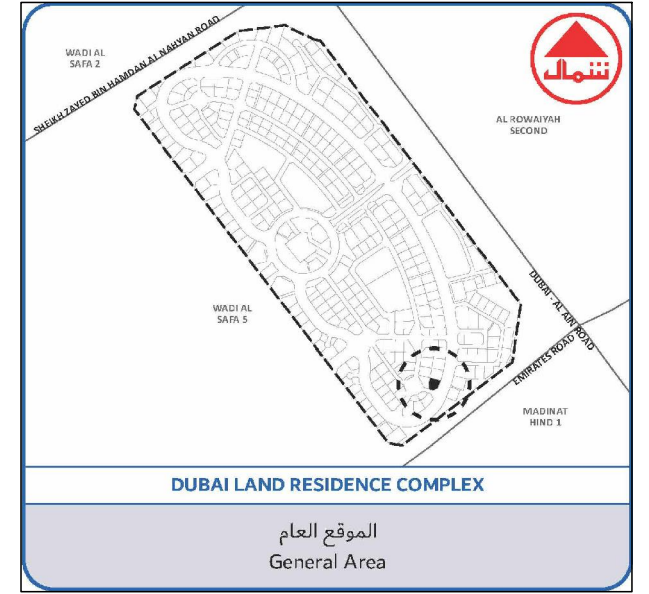 WADI AL
SAFA 2
SHEIKH ZAYED BIN HAMDAN AL NAHYAN ROAD
شمال
AL ROWAIYAH
SECOND
WADI AL
SAFA 5
DUBAI - AL AIN ROAD
EMIRATES ROAD
MADINAT
HIND 1
DUBAI LAND RESIDENCE COMPLEX
الموقع العام
General Area